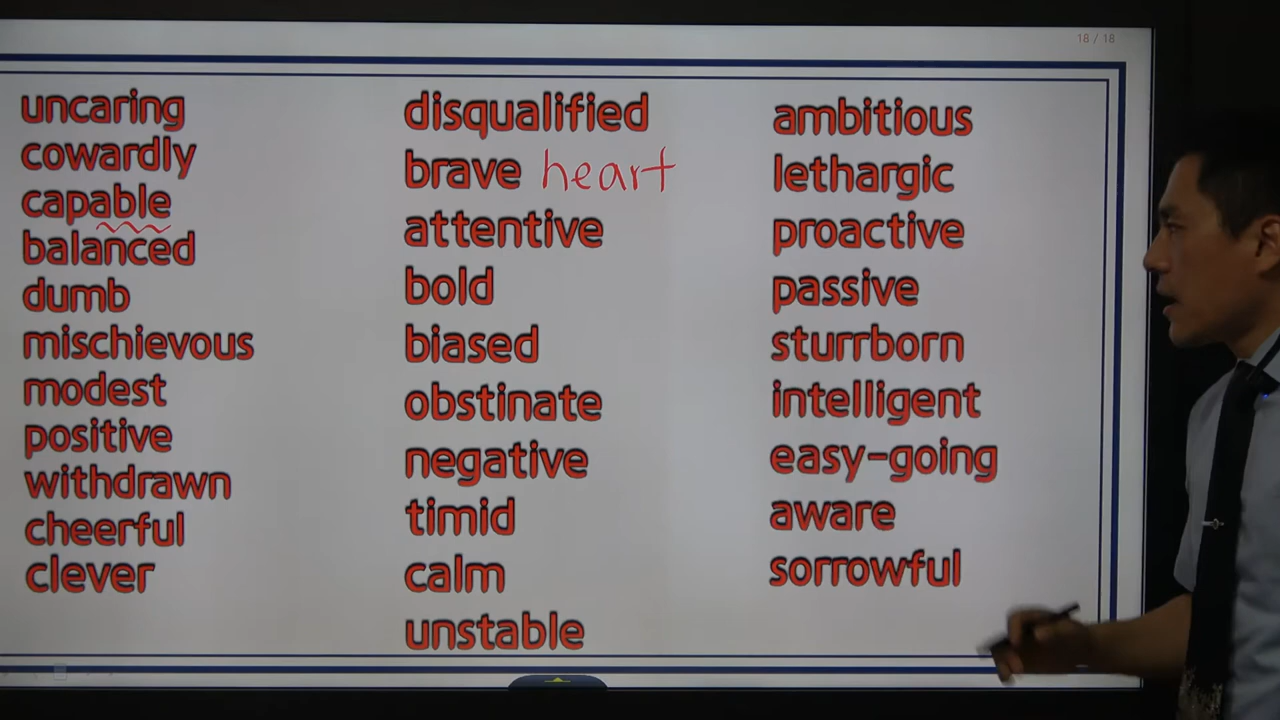 18 / 18
uncaring
cowardly
capable
balanced
dumb
mischievous
modest
positive
withdrawn
cheerful
clever
disqualified
brave heart
attentive
bold
biased
obstinate
negative
timid
calm
unstable
ambitious
lethargic
proactive
passive
sturrborn
intelligent
easy-going
aware
sorrowful